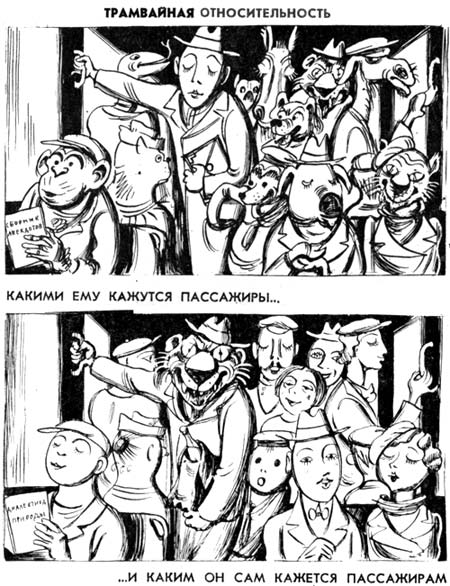 ТРАМВАЙНАЯ ОТНОСИТЕЛЬНОСТЬ
СБОРНИК
АНЕКДОТОВ
КАКИМИ ЕМУ КАЖУТСЯ ПАССАЖИРЫ...
ДИАЛЕКТИКА
ПРИРОДЫ
...И КАКИМ ОН САМ КАЖЕТСЯ ПАССАЖИРАМ